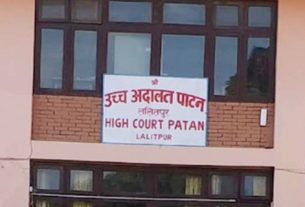 श्री
उच्च अदालत पाटन
ललितपुर
HIGH COURT PATAN
LALITPUR